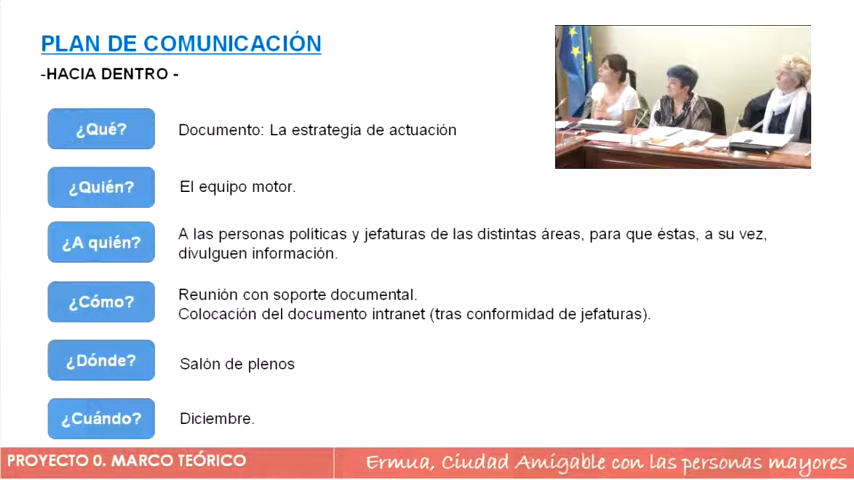 PLAN DE COMUNICACIÓN
-HACIA DENTRO -
¿Qué?
Documento: La estrategia de actuación
¿Quién?
El equipo motor.
¿A quién?
A las personas políticas y jefaturas de las distintas áreas, para que éstas, a su vez,
divulguen información.
¿Cómo?
Reunión con soporte documental.
Colocación del documento intranet (tras conformidad de jefaturas).
¿Dónde?
Salón de plenos
¿Cuándo?
Diciembre.
PROYECTO 0. MARCO TEÓRICO
Ermua, Ciudad Amigable con las personas mayores